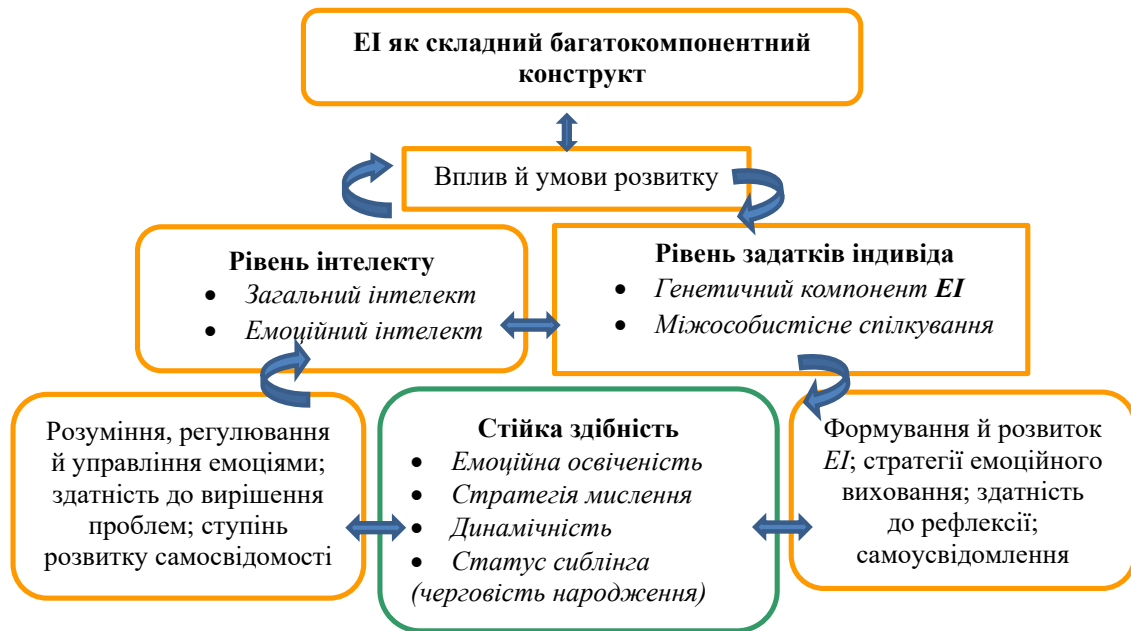 ЕІ як складний багатокомпонентний
конструкт
Вплив й умови розвитку
Рівень інтелекту
• Загальний інтелект
• Емоційний інтелект
Рівень задатків індивіда
• Генетичний компонент ЕІ
• Міжособистісне спілкування
Розуміння, регулювання
й управління емоціями;
здатність до вирішення
проблем; ступінь
розвитку самосвідомості
Стійка здібність
• Емоційна освіченість
• Стратегія мислення
• Динамічність
• Статус сиблінга
(черговість народження)
Формування й розвиток
ЕІ; стратегії емоційного
виховання; здатність
до рефлексії;
самоусвідомлення